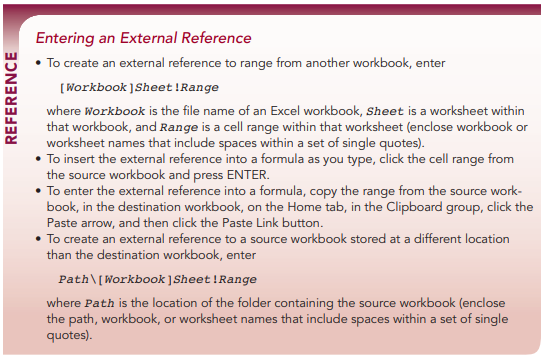 REFERENCE
Entering an External Reference
• To create an external reference to range from another workbook, enter
[Workbook]Sheet!Range
where Workbook is the file name of an Excel workbook, Sheet is a worksheet within
that workbook, and Range is a cell range within that worksheet (enclose workbook or
worksheet names that include spaces within a set of single quotes).
• To insert the external reference into a formula as you type, click the cell range from
the source workbook and press ENTER.
• To enter the external reference into a formula, copy the range from the source work-
book, in the destination workbook, on the Home tab, in the Clipboard group, click the
Paste arrow, and then click the Paste Link button.
• To create an external reference to a source workbook stored at a different location
than the destination workbook, enter
Path\[Workbook]Sheet!Range
where Path is the location of the folder containing the source workbook (enclose
the path, workbook, or worksheet names that include spaces within a set of single
quotes).